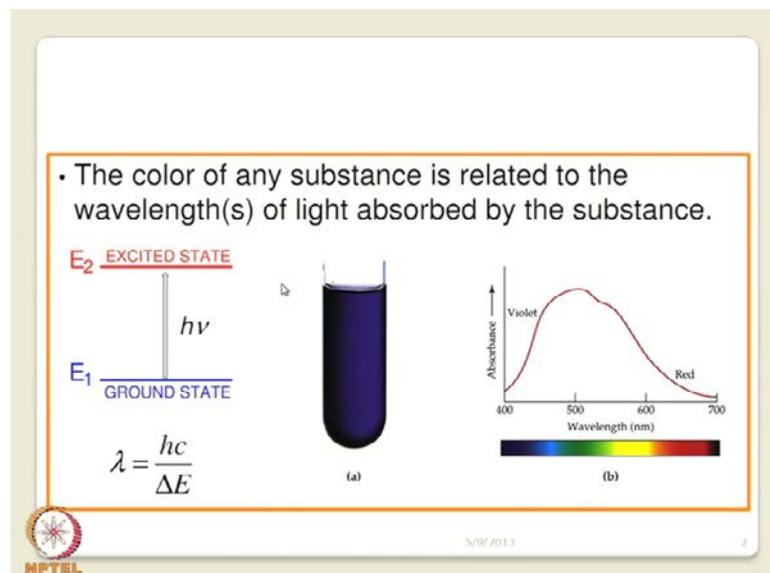 • The color of any substance is related to the
wavelength(s) of light absorbed by the substance.
E₂ EXCITED STATE
hν
E₁
GROUND STATE
λ = hc/ΔE
(a)
Absorbance
Violet
Red
400 500 600 700
Wavelength (nm)
(b)
5/9/2013
2
NPTEL